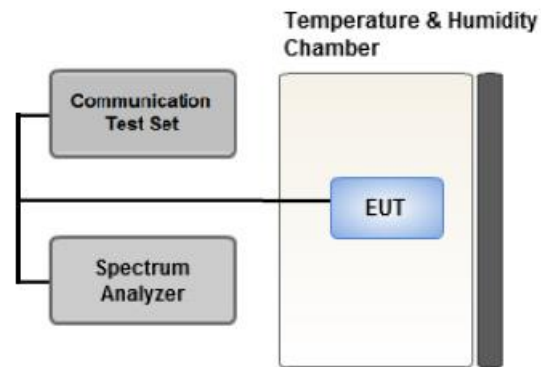 Temperature & Humidity
Chamber
Communication
Test Set
EUT
Spectrum
Analyzer